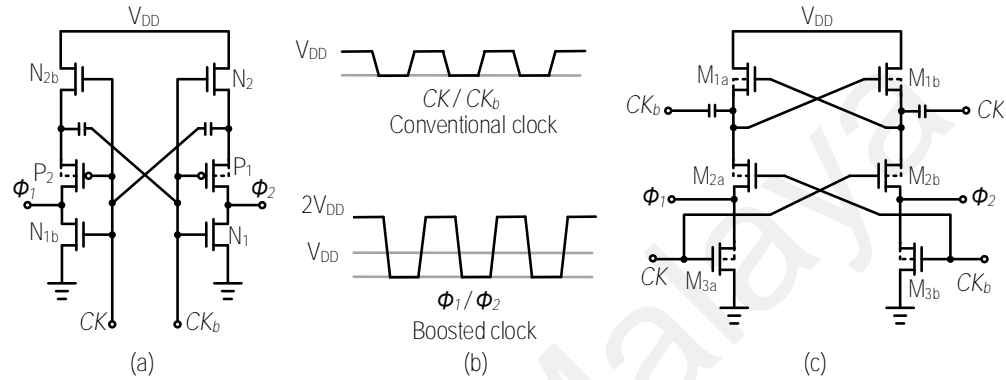 V_DD
N_2b
N_2
P_2
P_1
Φ_1
Φ_2
N_1b
N_1
CK
CK_b
(a)
V_DD
CK / CK_b
Conventional clock
2V_DD
V_DD
Φ_1 / Φ_2
Boosted clock
(b)
V_DD
M_1a
M_1b
CK_b
CK
M_2a
M_2b
Φ_1
Φ_2
CK
CK_b
M_3a
M_3b
(c)
Malaya